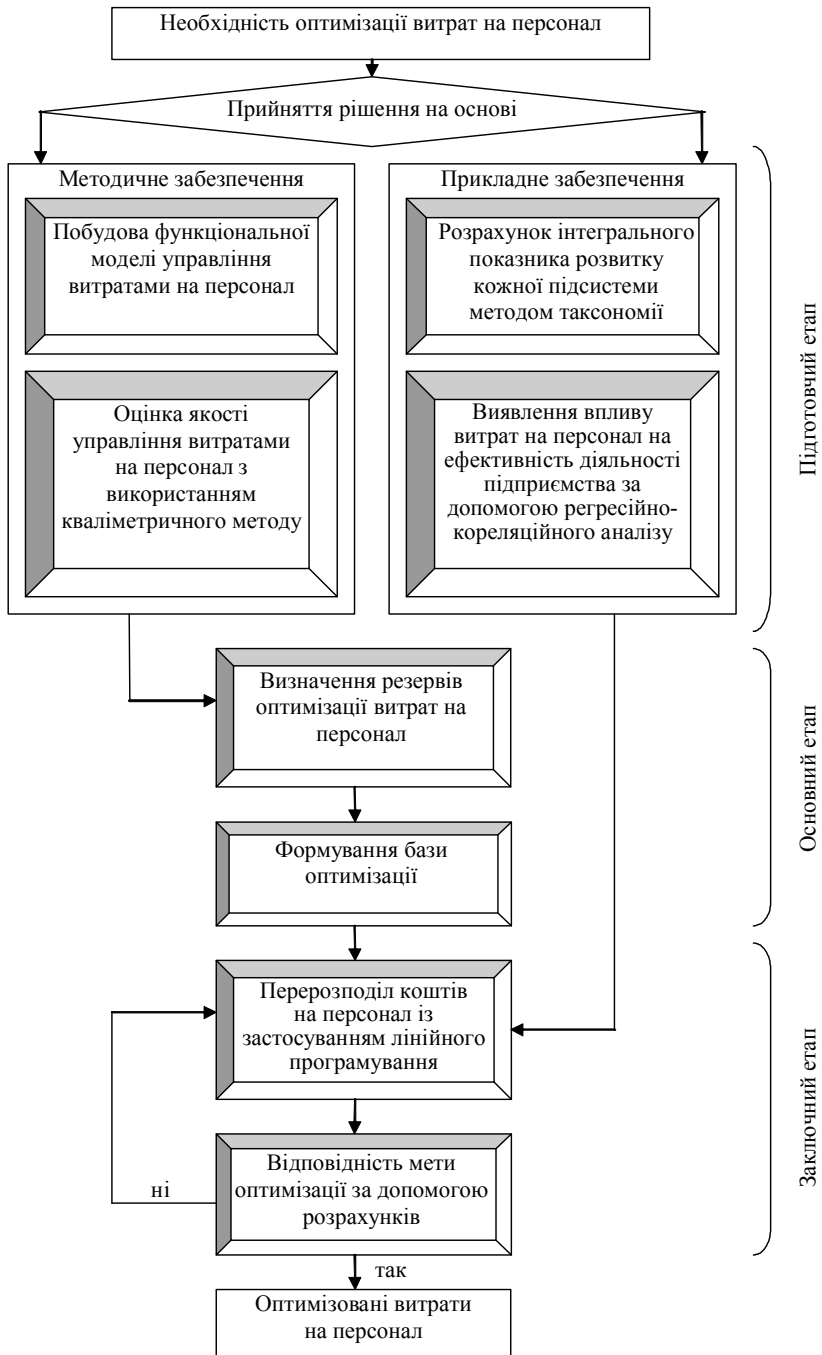 Необхідність оптимізації витрат на персонал
Прийняття рішення на основі
Методичне забезпечення
Побудова функціональної
моделі управління
витратами на персонал
Оцінка якості
управління витратами
на персонал з
використанням
кваліметричного методу
Прикладне забезпечення
Розрахунок інтегрального
показника розвитку
кожної підсистеми
методом таксономії
Виявлення впливу
витрат на персонал на
ефективність діяльності
підприємства за
допомогою регресійно-
кореляційного аналізу
Підготовчий етап
Визначення резервів
оптимізації витрат на
персонал
Формування бази
оптимізації
Основний етап
Перерозподіл коштів
на персонал із
застосуванням лінійного
програмування
Відповідність мети
оптимізації за допомогою
розрахунків
ні
так
Заключний етап
Оптимізовані витрати
на персонал